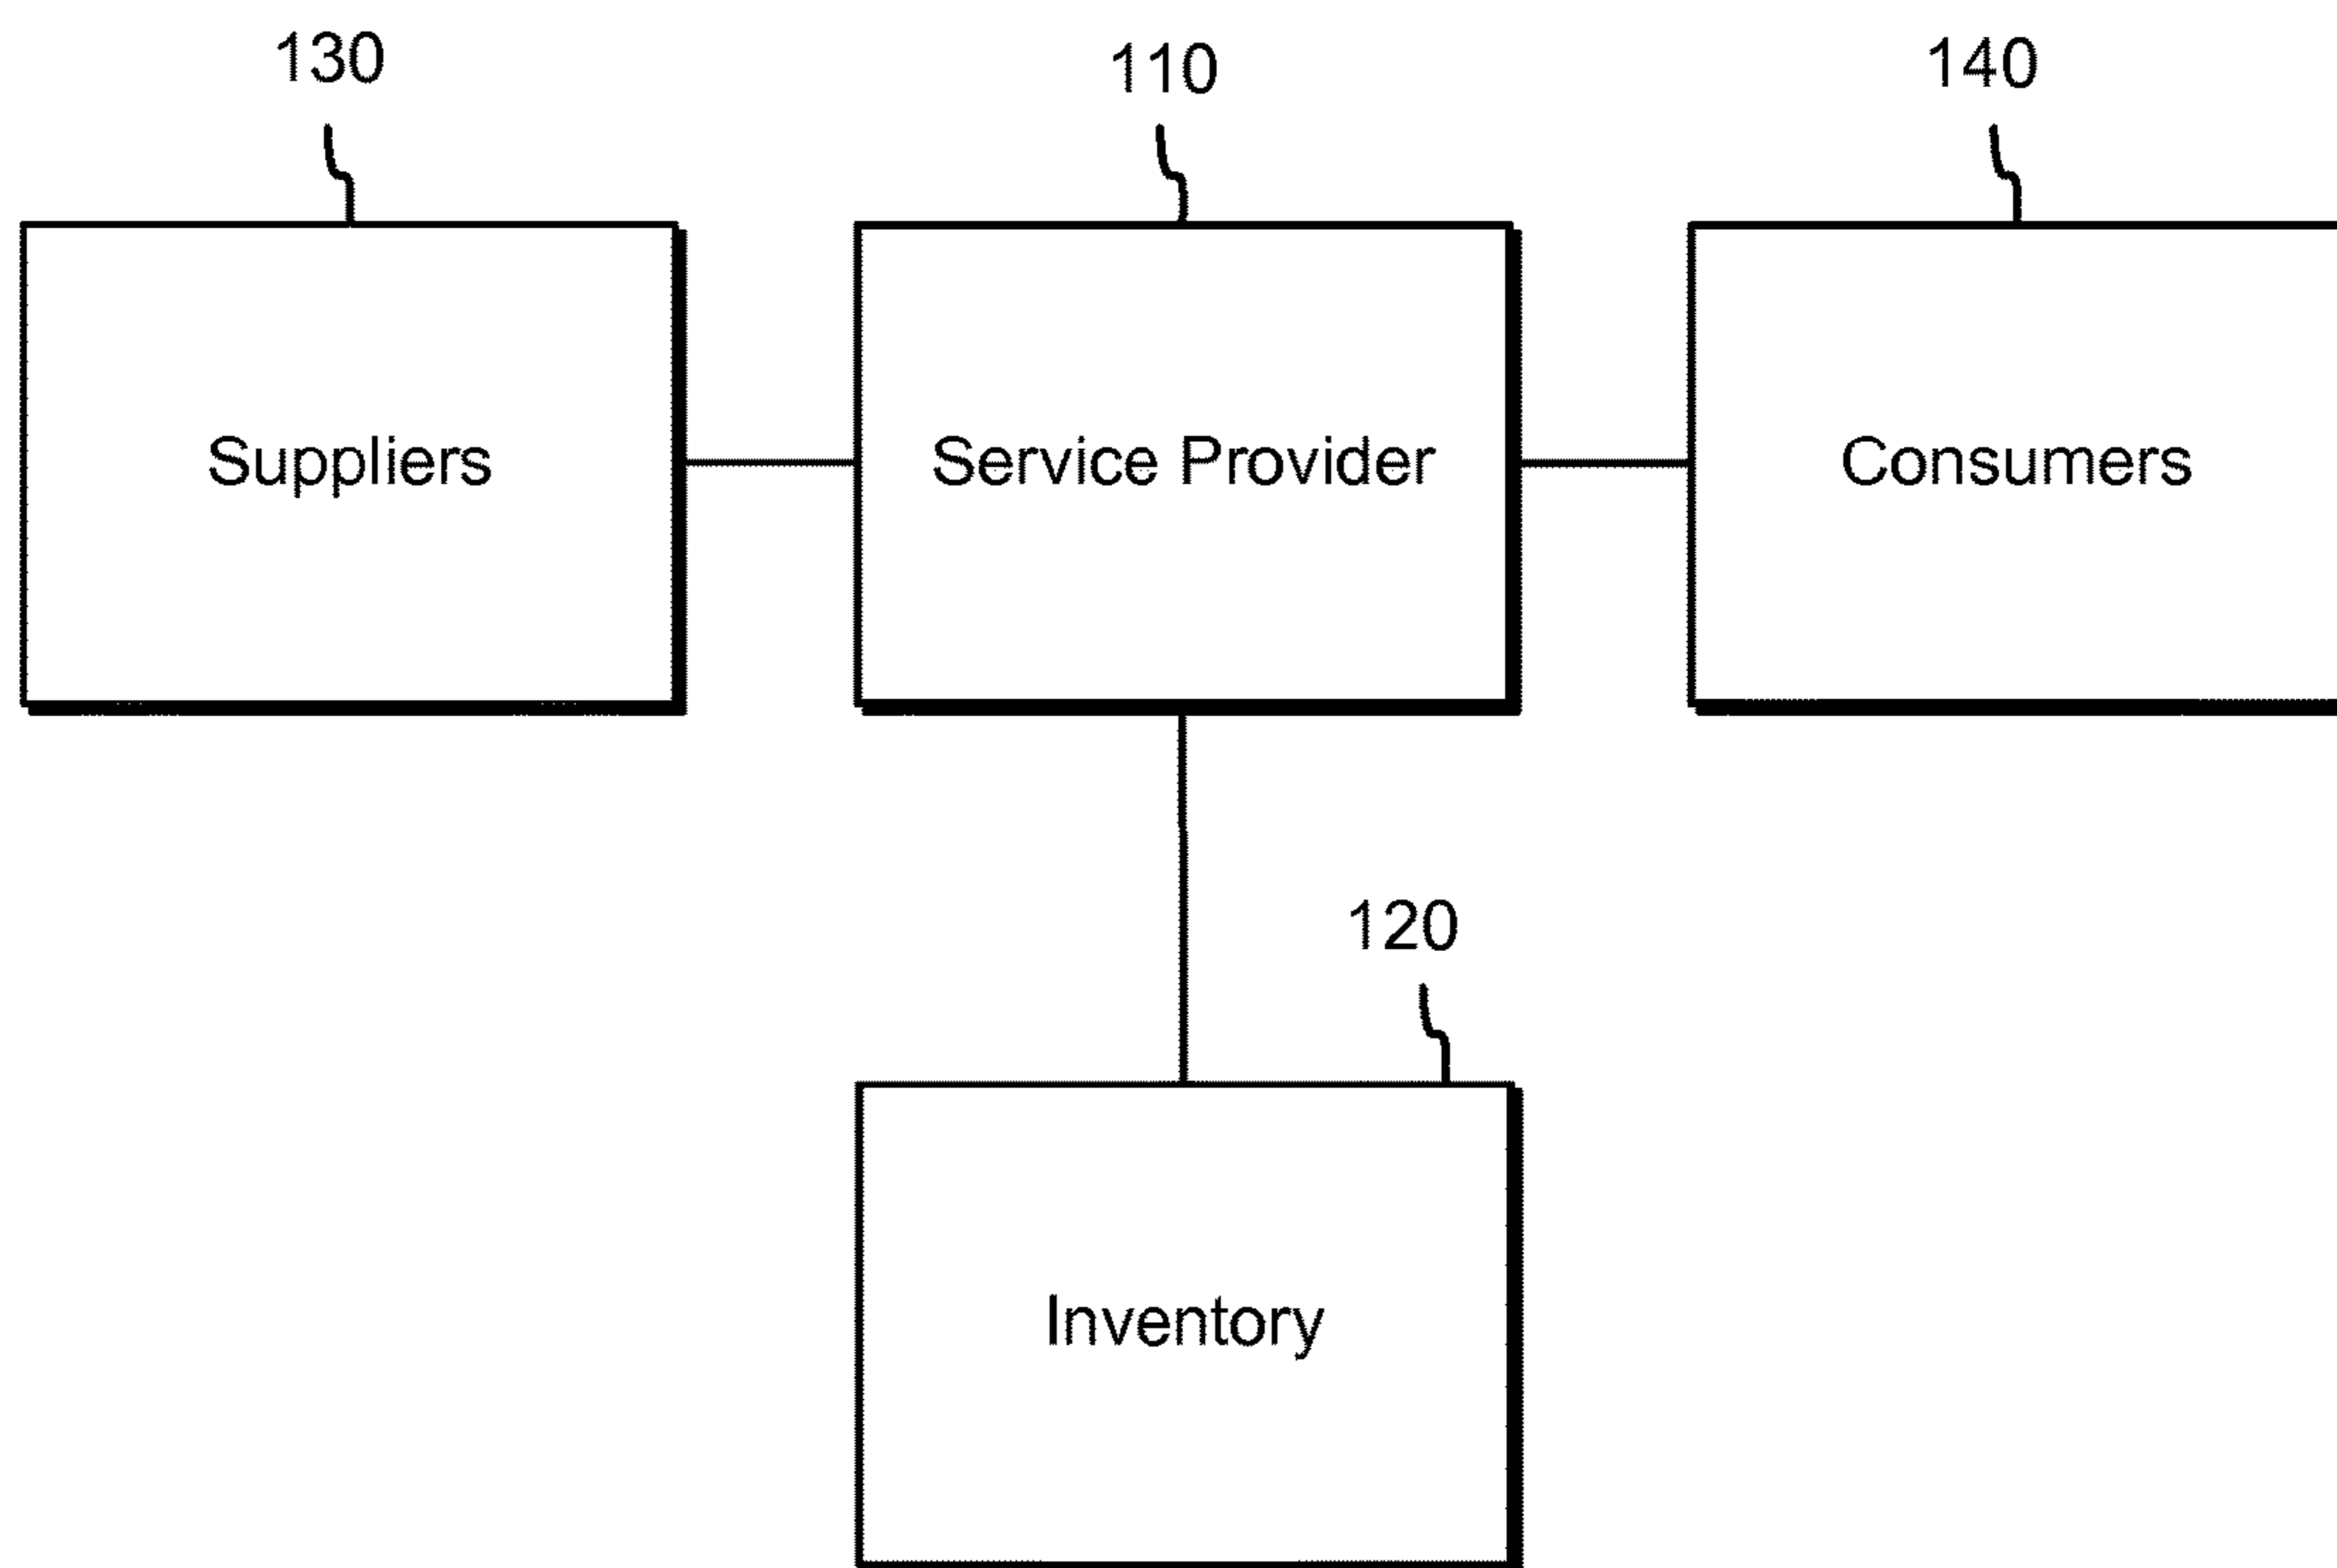 130
110
140
Suppliers
Service Provider
Consumers
120
Inventory